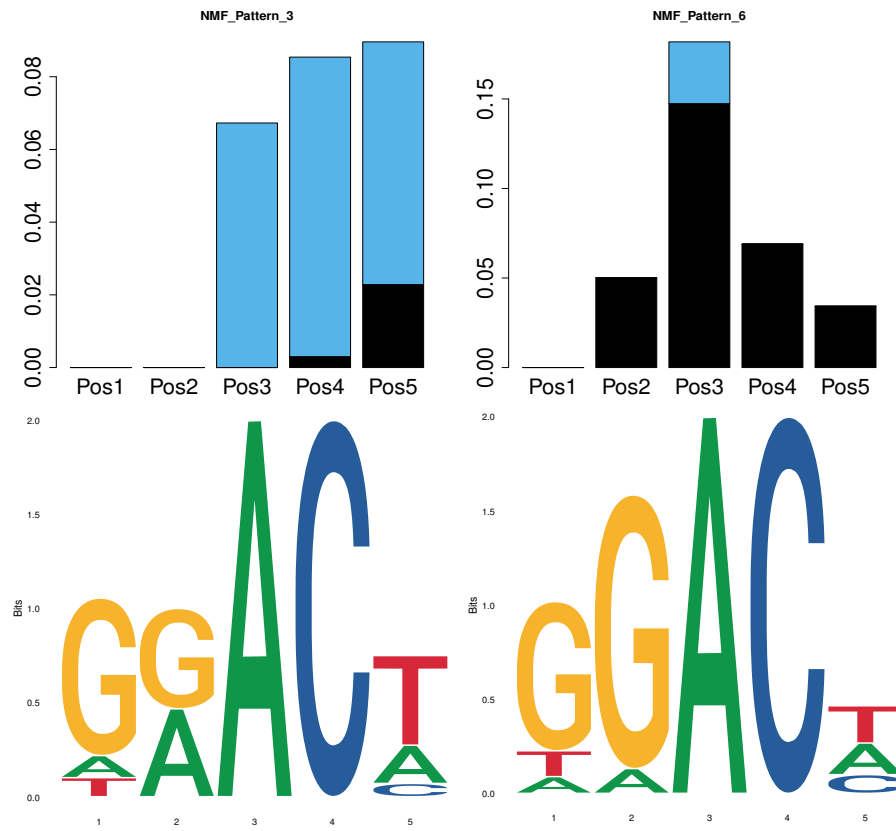 NMF_Pattern_3
0.00 0.02 0.04 0.06 0.08
Pos1 Pos2 Pos3 Pos4 Pos5
NMF_Pattern_6
0.00 0.05 0.10 0.15
Pos1 Pos2 Pos3 Pos4 Pos5
2.0
1.5
1.0
0.5
0.0
Bits
G A T
G A
A
C
T A C
1 2 3 4 5
2.0
1.5
1.0
0.5
0.0
Bits
G T A
G A
A
C
T A C
1 2 3 4 5